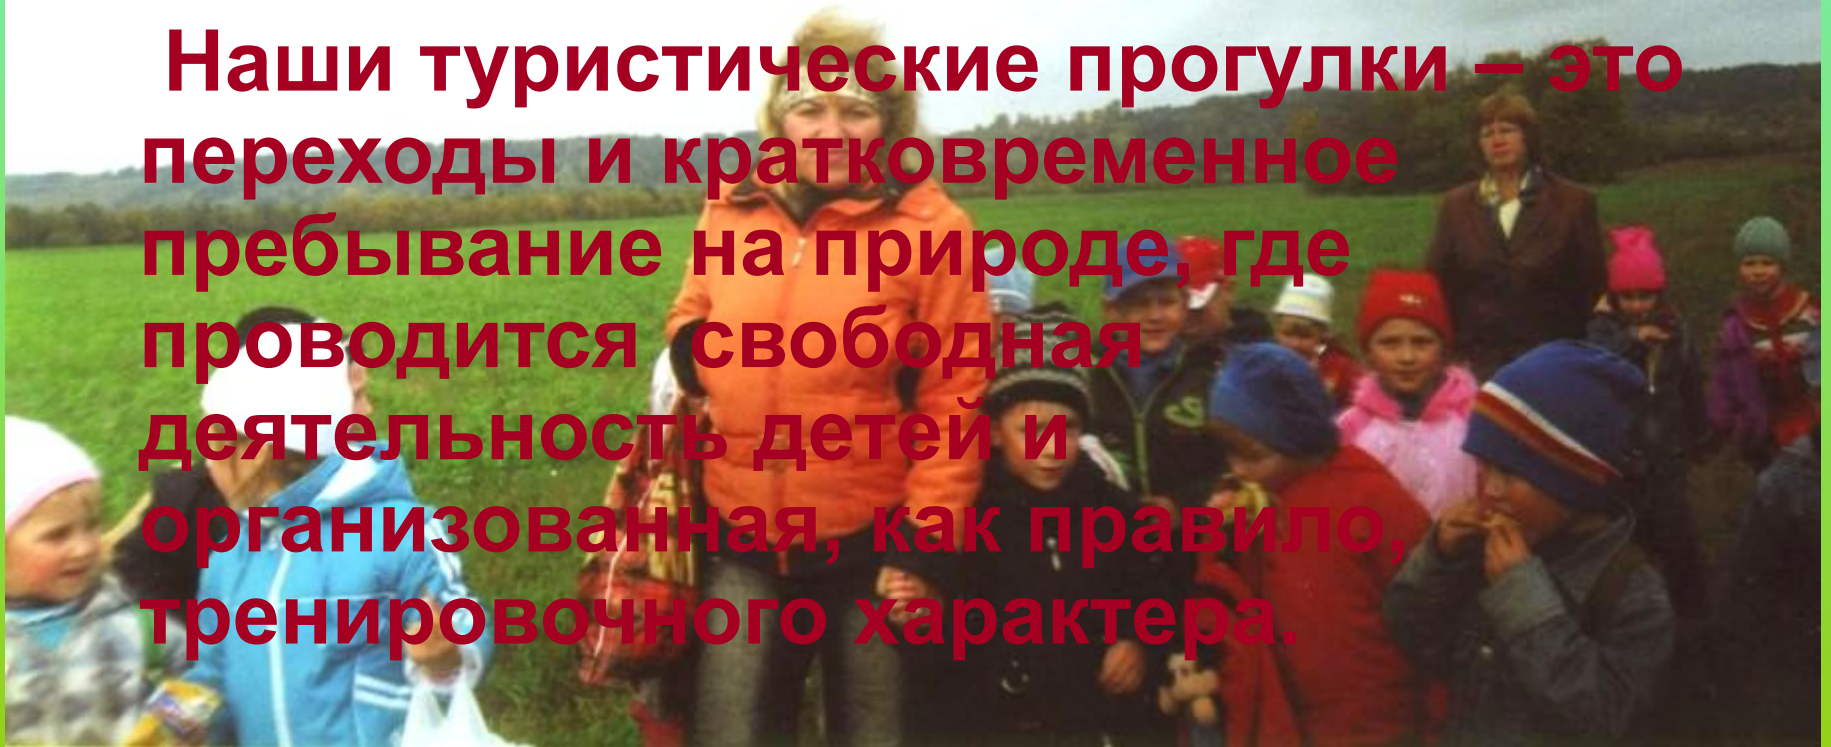 Наши туристические прогулки – это
переходы и кратковременное
пребывание на природе, где
проводится свободная
деятельность детей и
организованная, как правило,
тренировочного характера.